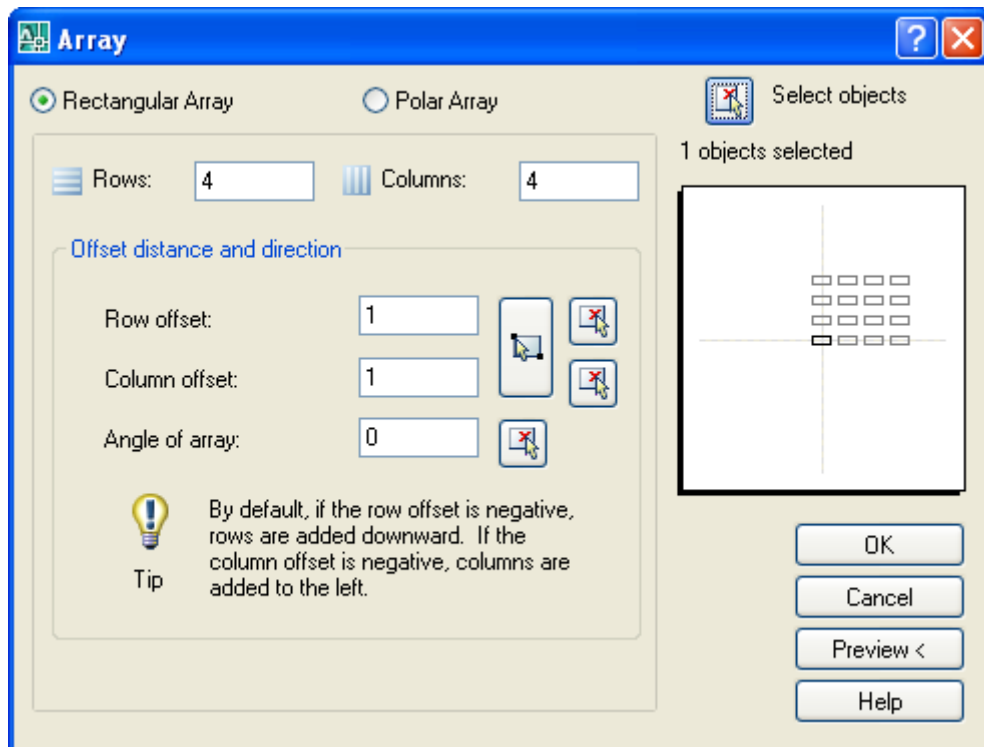 Array
Rectangular Array
Polar Array
Select objects
1 objects selected
Rows: 4
Columns: 4
Offset distance and direction
Row offset: 1
Column offset: 1
Angle of array: 0
Tip
By default, if the row offset is negative,
rows are added downward. If the
column offset is negative, columns are
added to the left.
OK
Cancel
Preview <
Help